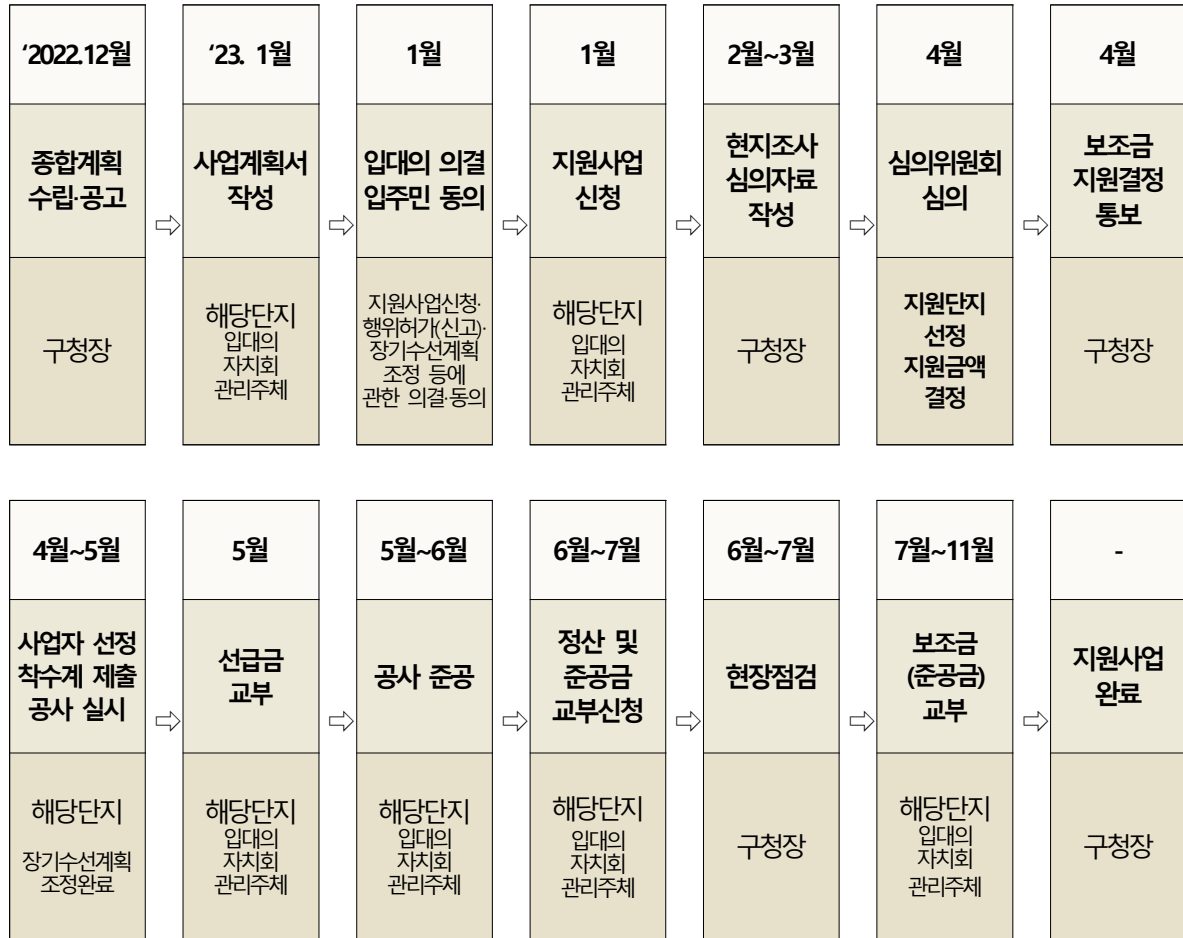 ‘2022.12월
종합계획
수립·공고
구청장
⇨
‘23. 1월
사업계획서
작성
해당단지
입대의
자치회
관리주체
⇨
1월
입대의 의결
입주민 동의
지원사업신청·
행위허가(신고)·
장기수선계획
조정 등에
관한 의결·동의
⇨
1월
지원사업
신청
해당단지
입대의
자치회
관리주체
⇨
2월~3월
현지조사
심의자료
작성
구청장
⇨
4월
심의위원회
심의
지원단지
선정
지원금액
결정
⇨
4월
보조금
지원결정
통보
구청장
4월~5월
사업자 선정
착수계 제출
공사 실시
해당단지
장기수선계획
조정완료
⇨
5월
선급금
교부
해당단지
입대의
자치회
관리주체
⇨
5월~6월
공사 준공
해당단지
입대의
자치회
관리주체
⇨
6월~7월
정산 및
준공금
교부신청
해당단지
입대의
자치회
관리주체
⇨
6월~7월
현장점검
구청장
⇨
7월~11월
보조금
(준공금)
교부
해당단지
입대의
자치회
관리주체
⇨
-
지원사업
완료
구청장